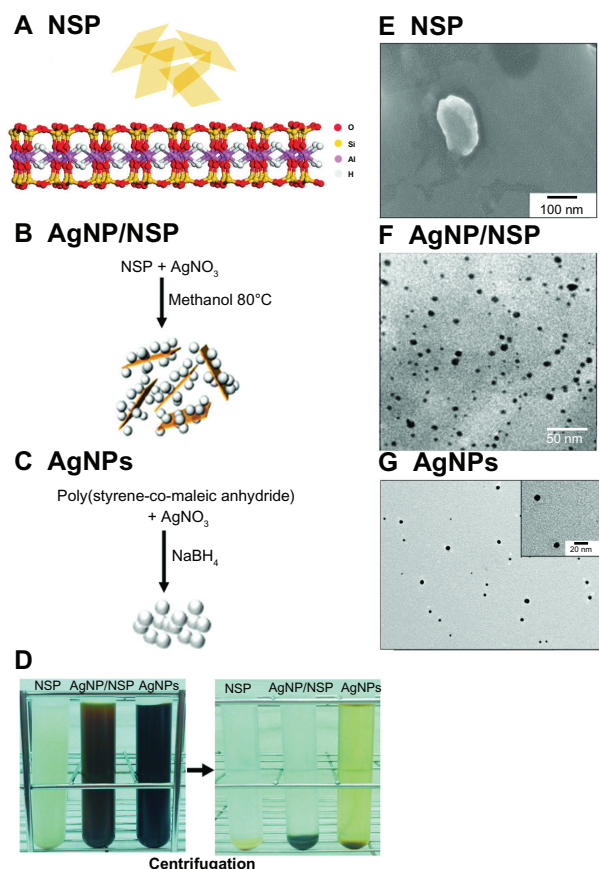 A NSP
O
Si
Al
H
B AgNP/NSP
NSP + AgNO₃
Methanol 80°C
C AgNPs
Poly(styrene-co-maleic anhydride)
+ AgNO₃
NaBH₄
D
NSP AgNP/NSP AgNPs
NSP AgNP/NSP AgNPs
Centrifugation
E NSP
100 nm
F AgNP/NSP
50 nm
G AgNPs
20 nm